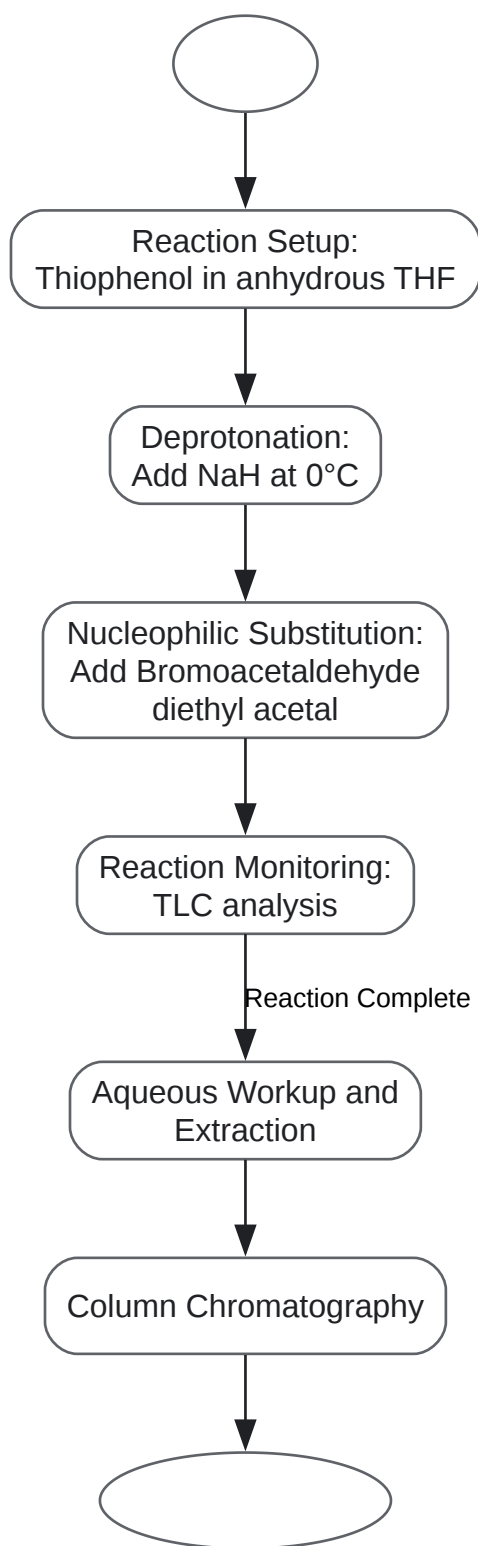 Reaction Setup:
Thiophenol in anhydrous THF
Deprotonation:
Add NaH at 0°C
Nucleophilic Substitution:
Add Bromoacetaldehyde
diethyl acetal
Reaction Monitoring:
TLC analysis
Reaction Complete
Aqueous Workup and
Extraction
Column Chromatography